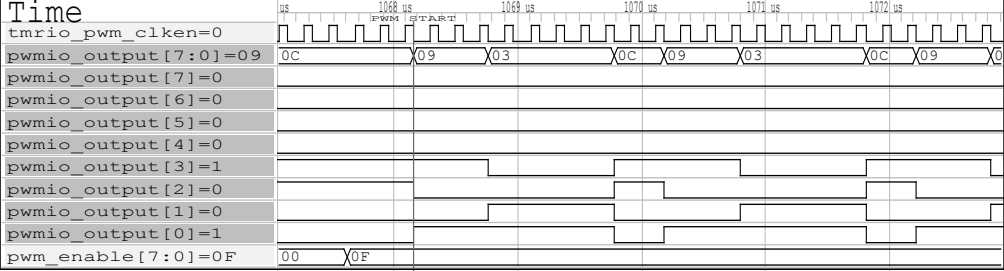 Time us 1068 us 1069 us 1070 us 1071 us 1072 us
PWM START
tmrio_pwm_clken=0
pwmio_output[7:0]=09 0C 09 03 0C 09 03 0C 09 0
pwmio_output[7]=0
pwmio_output[6]=0
pwmio_output[5]=0
pwmio_output[4]=0
pwmio_output[3]=1
pwmio_output[2]=0
pwmio_output[1]=0
pwmio_output[0]=1
pwm_enable[7:0]=0F 00 0F